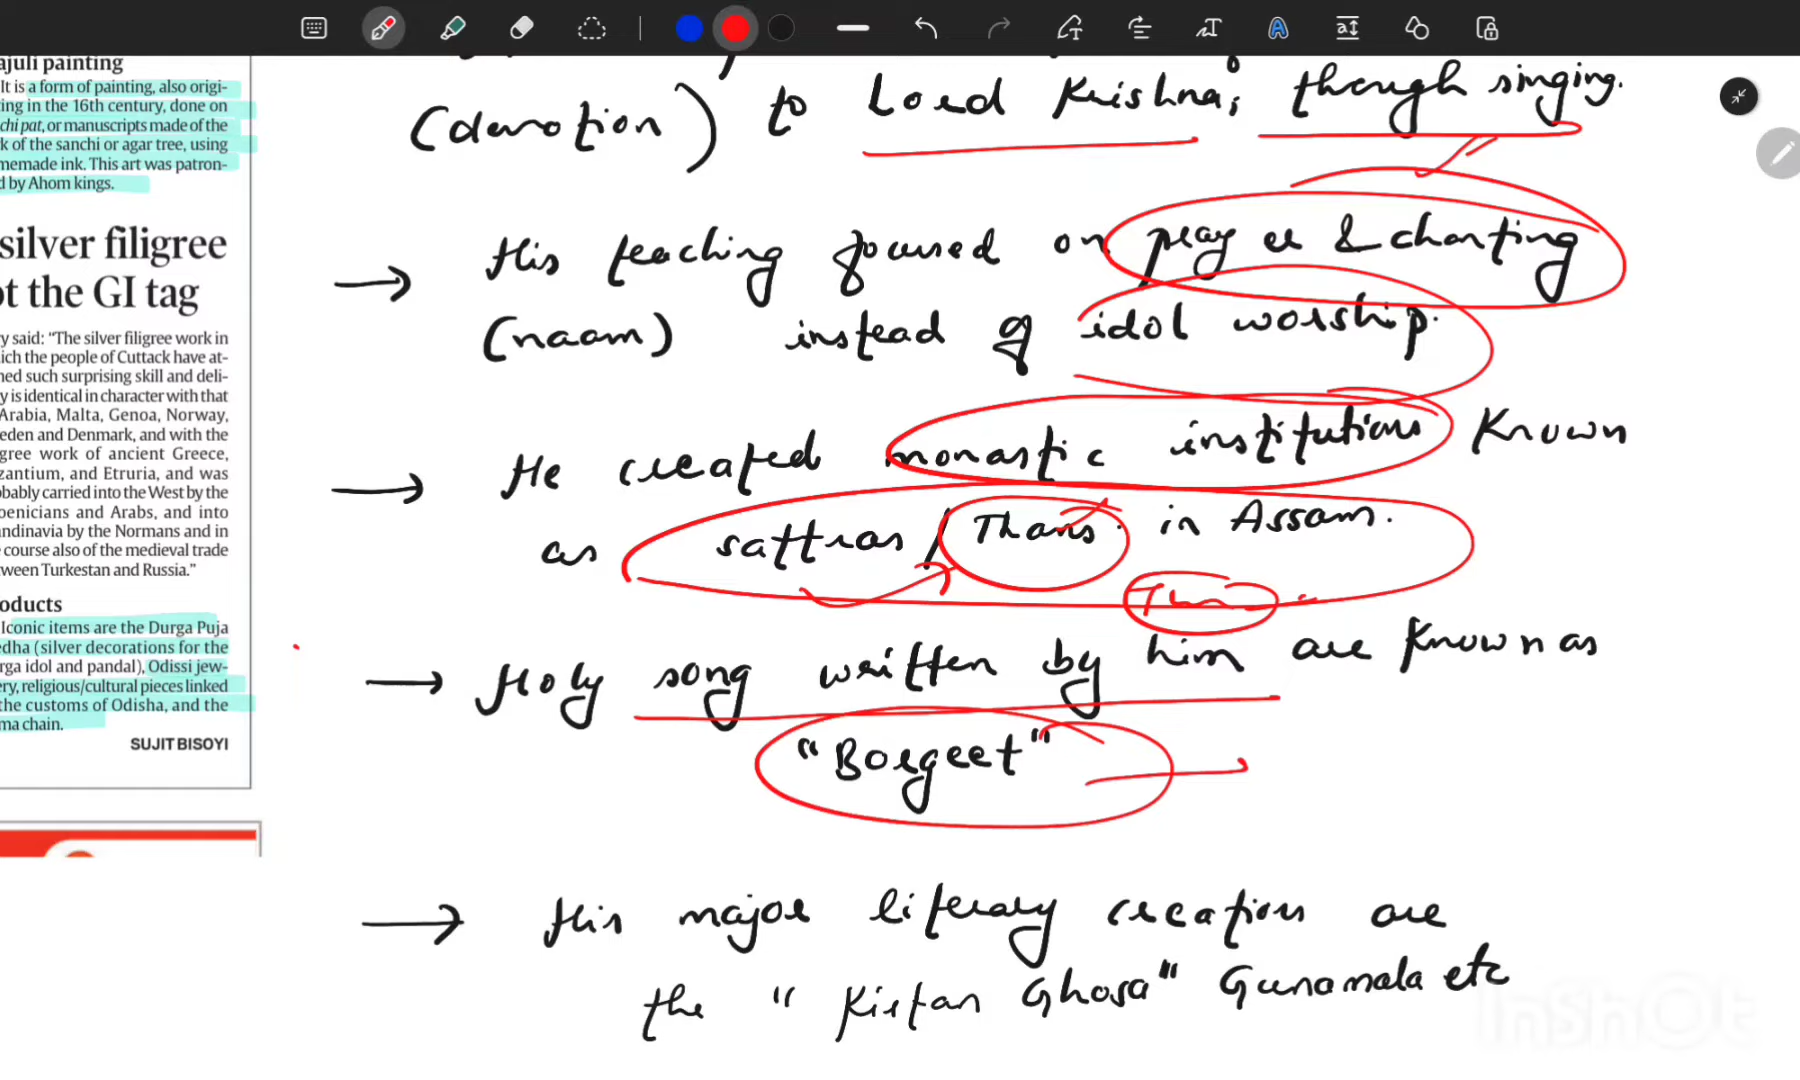 ajuli painting
It is a form of painting, also origi-
ing in the 16th century, done on
chi pat, or manuscripts made of the
k of the sanchi or agar tree, using
memade ink. This art was patron-
d by Ahom kings.
silver filigree
ot the GI tag
ry said: “The silver filigree work in
ich the people of Cuttack have at-
ned such surprising skill and deli-
y is identical in character with that
Arabia, Malta, Genoa, Norway,
eden and Denmark, and with the
gree work of ancient Greece,
zantium, and Etruria, and was
obably carried into the West by the
oenicians and Arabs, and into
andinavia by the Normans and in
course also of the medieval trade
ween Turkestan and Russia.”
oducts
Iconic items are the Durga Puja
edha (silver decorations for the
rga idol and pandal), Odissi jew-
ery, religious/cultural pieces linked
the customs of Odisha, and the
ma chain.
SUJIT BISOYI
(devotion) to Lord Krishna; though singing.
→ His teaching focused on prayer & chanting
(naam) instead of idol worship.
→ He created monastic institutions known
as sattras / Thans in Assam.
→ Holy song written by him are known as
"Borgeet"
→ His major literary creation are
the "Kirtan Ghosa" Gunamala etc
InShOt